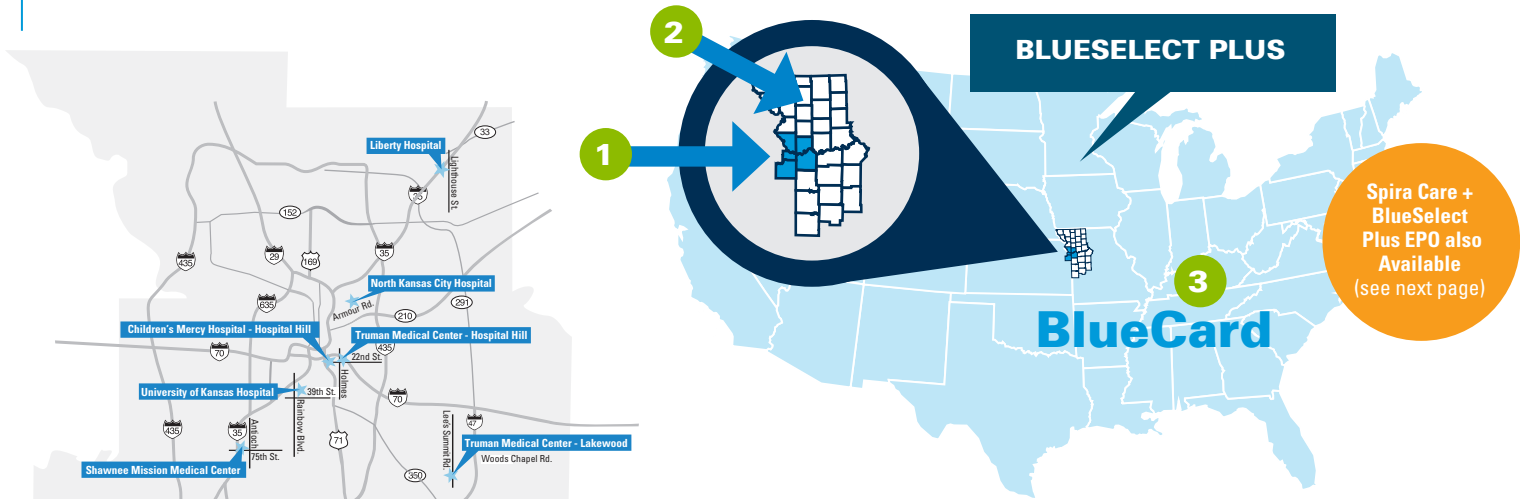 33
Liberty Hospital
Lighthouse St.
35
152
435
29
169
35
North Kansas City Hospital
635
Armour Rd.
291
210
Children's Mercy Hospital - Hospital Hill
Truman Medical Center - Hospital Hill
70
22nd St.
435
Holmes
University of Kansas Hospital
39th St.
70
Rainbow Blvd.
435
35
Antioch
75th St.
71
Lee's Summit Rd.
47
Truman Medical Center - Lakewood
Woods Chapel Rd.
Shawnee Mission Medical Center
350
2
1
BLUESELECT PLUS
Spira Care +
BlueSelect
Plus EPO also
Available
(see next page)
3
BlueCard